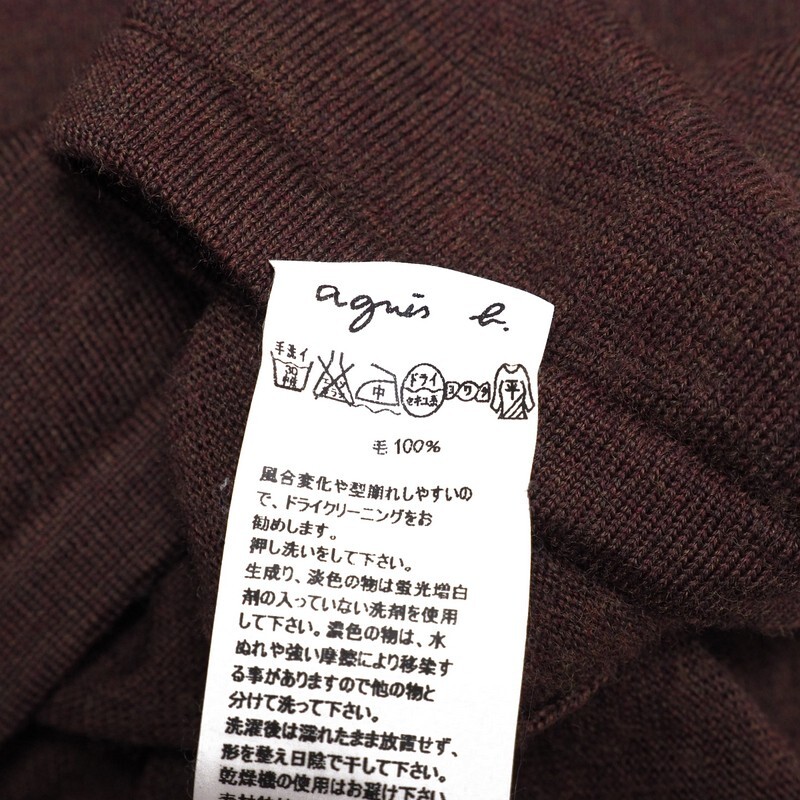 agnès b.
手洗イ
30
中性
エンソ
サラシ
中
ドライ
セキユ系
ヨワク
平
毛 100%
風合変化や型崩れしやすいの
で、ドライクリーニングをお
勧めします。
押し洗いをして下さい。
生成り、淡色の物は蛍光増白
剤の入っていない洗剤を使用
して下さい。濃色の物は、水
ぬれや強い摩擦により移染す
る事がありますので他の物と
分けて洗って下さい。
洗濯後は濡れたまま放置せず、
形を整え日陰で干して下さい。
乾燥機の使用はお避け下さい